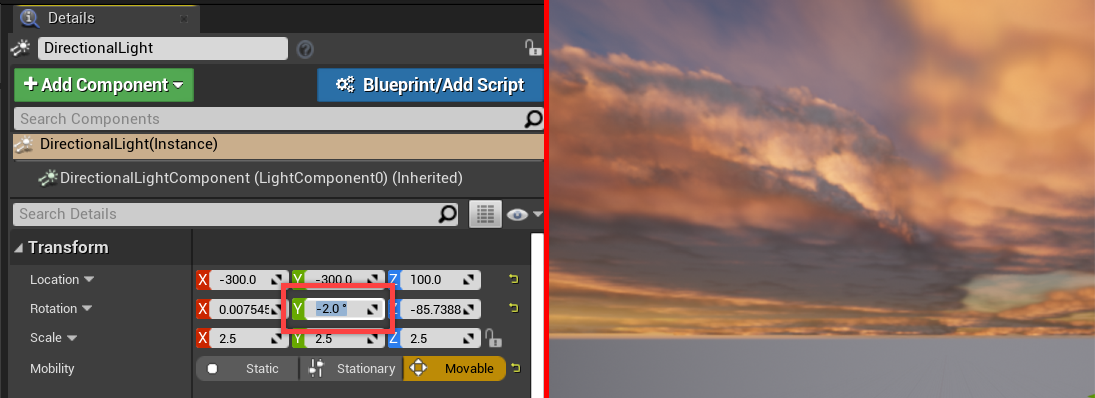 Details
DirectionalLight
+Add Component
Blueprint/Add Script
Search Components
DirectionalLight(Instance)
DirectionalLightComponent (LightComponent0) (Inherited)
Search Details
Transform
Location X -300.0 Y -300.0 Z 100.0
Rotation X 0.007545 Y -2.0 ° Z -85.7388
Scale X 2.5 Y 2.5 Z 2.5
Mobility Static Stationary Movable